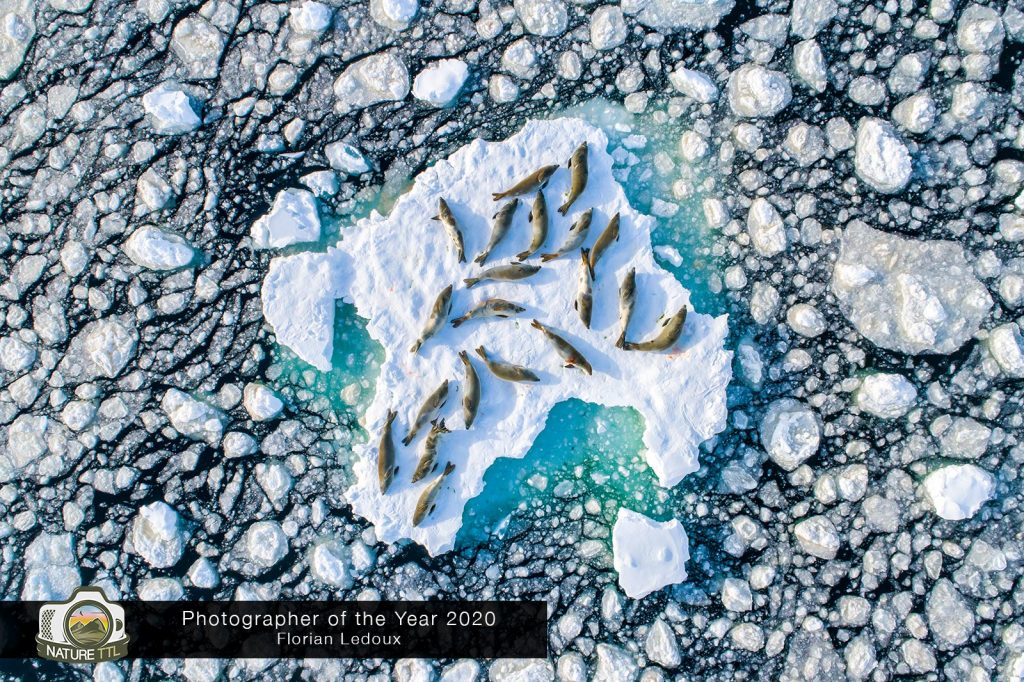 Photographer of the Year 2020
Florian Ledoux
NATURE TTL